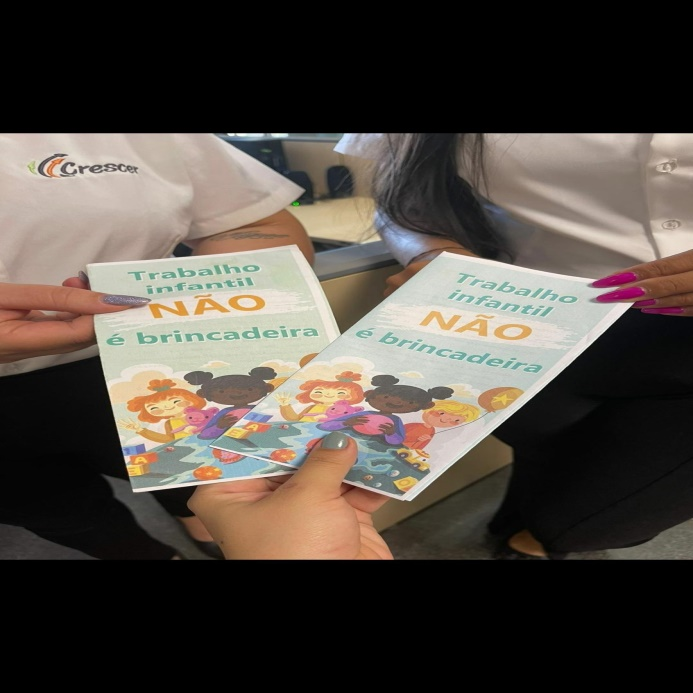 Crescer
Trabalho
infantil
NÃO
é brincadeira
Trabalho
infantil
NÃO
é brincadeira
A